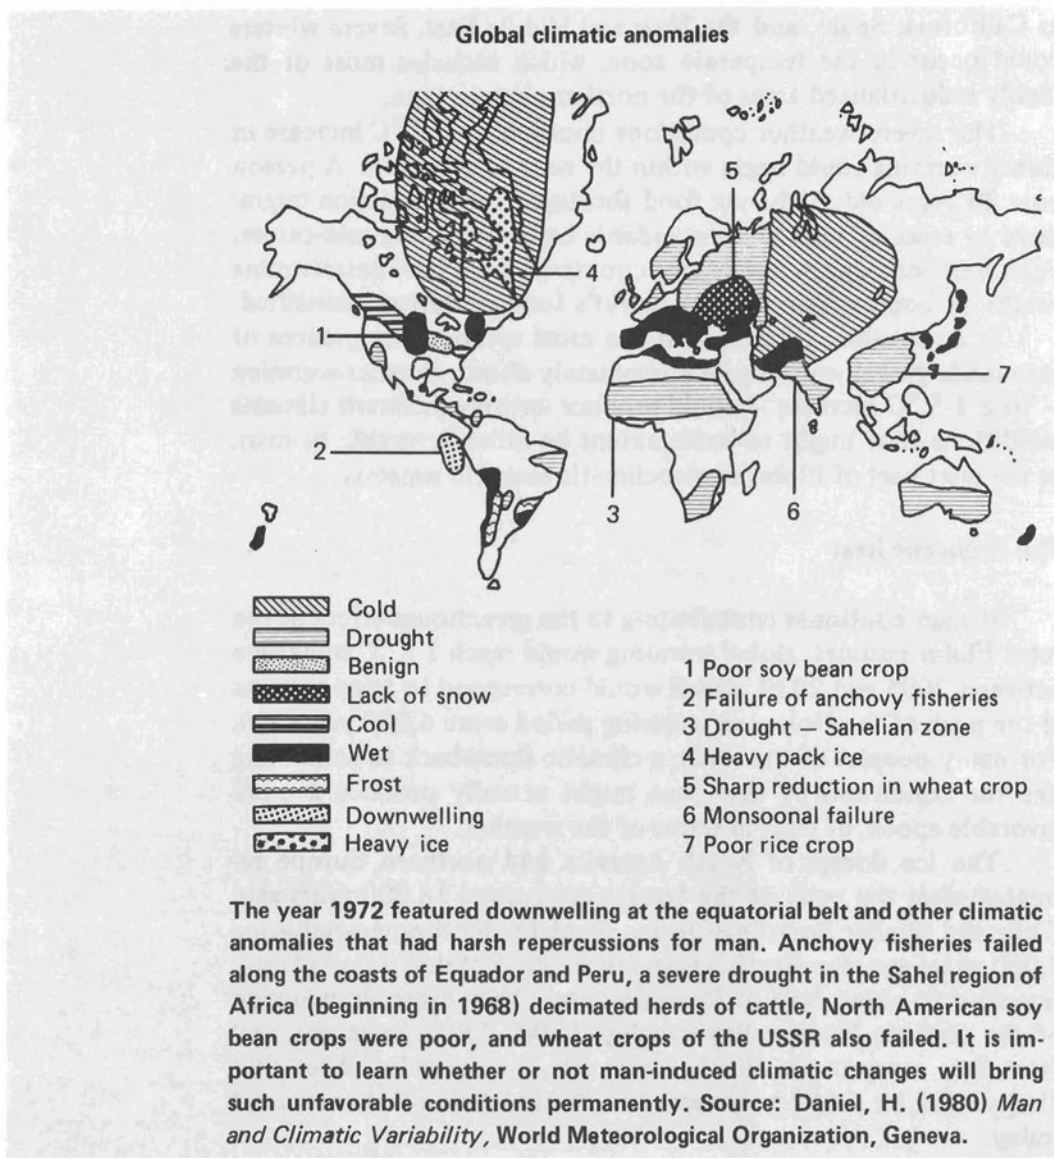 Global climatic anomalies
5
4
1
7
2
3
6
Cold
Drought
Benign
Lack of snow
Cool
Wet
Frost
Downwelling
Heavy ice
1 Poor soy bean crop
2 Failure of anchovy fisheries
3 Drought – Sahelian zone
4 Heavy pack ice
5 Sharp reduction in wheat crop
6 Monsoonal failure
7 Poor rice crop
The year 1972 featured downwelling at the equatorial belt and other climatic
anomalies that had harsh repercussions for man. Anchovy fisheries failed
along the coasts of Equador and Peru, a severe drought in the Sahel region of
Africa (beginning in 1968) decimated herds of cattle, North American soy
bean crops were poor, and wheat crops of the USSR also failed. It is im-
portant to learn whether or not man-induced climatic changes will bring
such unfavorable conditions permanently. Source: Daniel, H. (1980) Man
and Climatic Variability, World Meteorological Organization, Geneva.